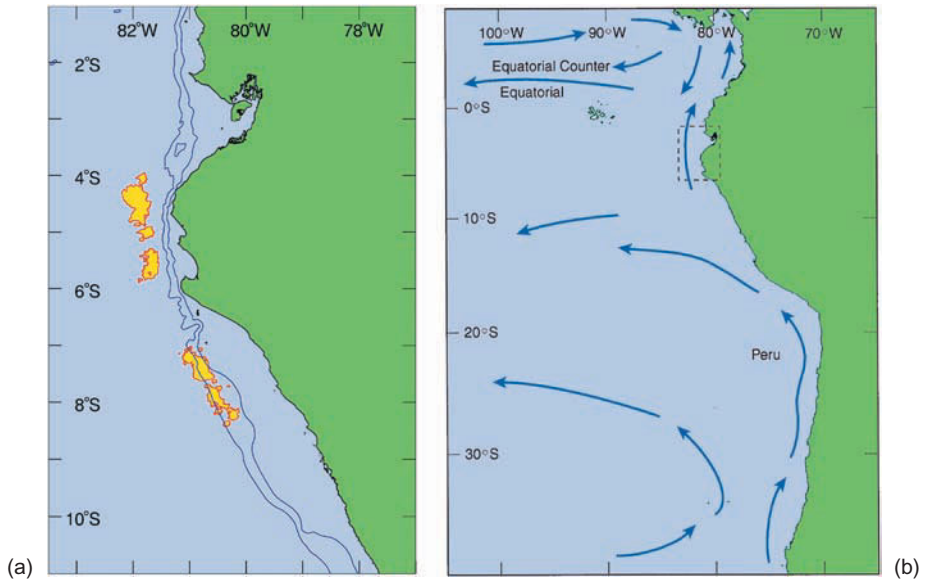 82°W 80°W 78°W
2°S
4°S
6°S
8°S
10°S
(a)
100°W 90°W 80°W 70°W
Equatorial Counter
Equatorial
0°S
10°S
20°S
Peru
30°S
(b)